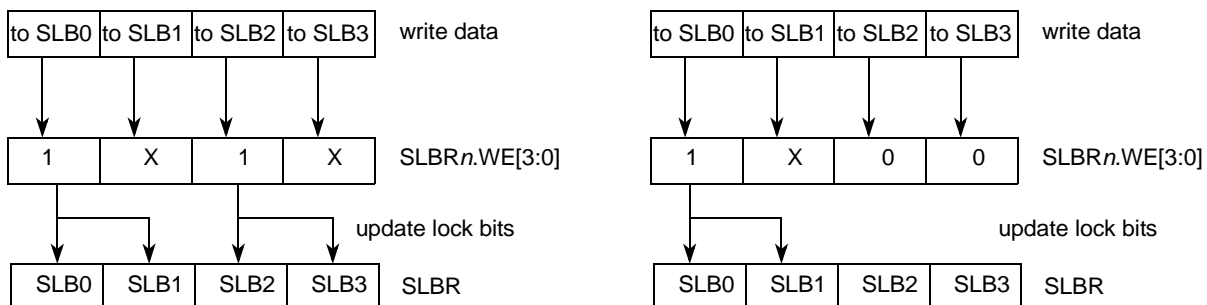 to SLB0 to SLB1 to SLB2 to SLB3 write data
1 X 1 X SLBRn.WE[3:0]
update lock bits
SLB0 SLB1 SLB2 SLB3 SLBR
to SLB0 to SLB1 to SLB2 to SLB3 write data
1 X 0 0 SLBRn.WE[3:0]
update lock bits
SLB0 SLB1 SLB2 SLB3 SLBR